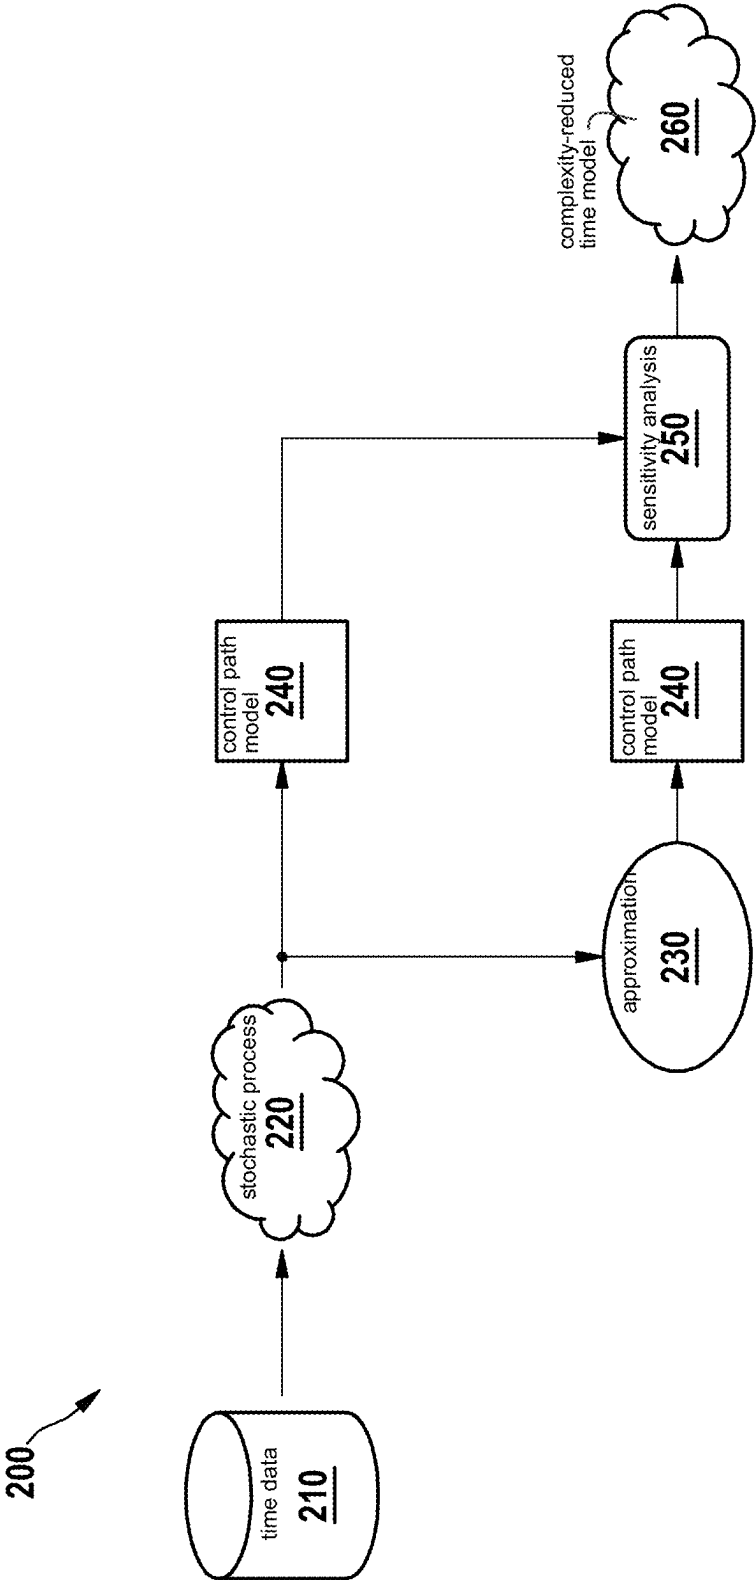 200
time data
210
stochastic process
220
control path
model
240
approximation
230
control path
model
240
sensitivity analysis
250
complexity-reduced
time model
260